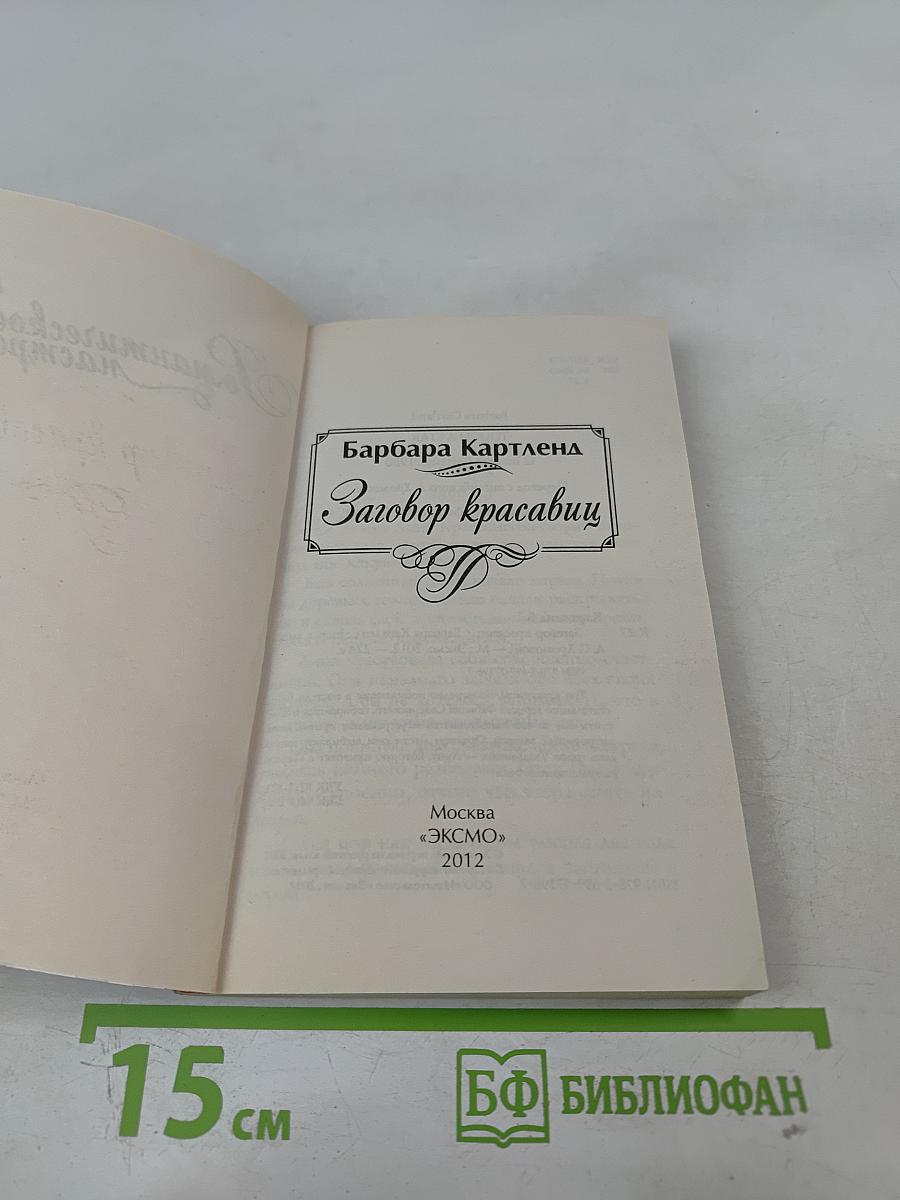 Барбара Картленд
Заговор красавиц
Москва
«ЭКСМО»
2012
15 см
БФ БИБЛИОФАН